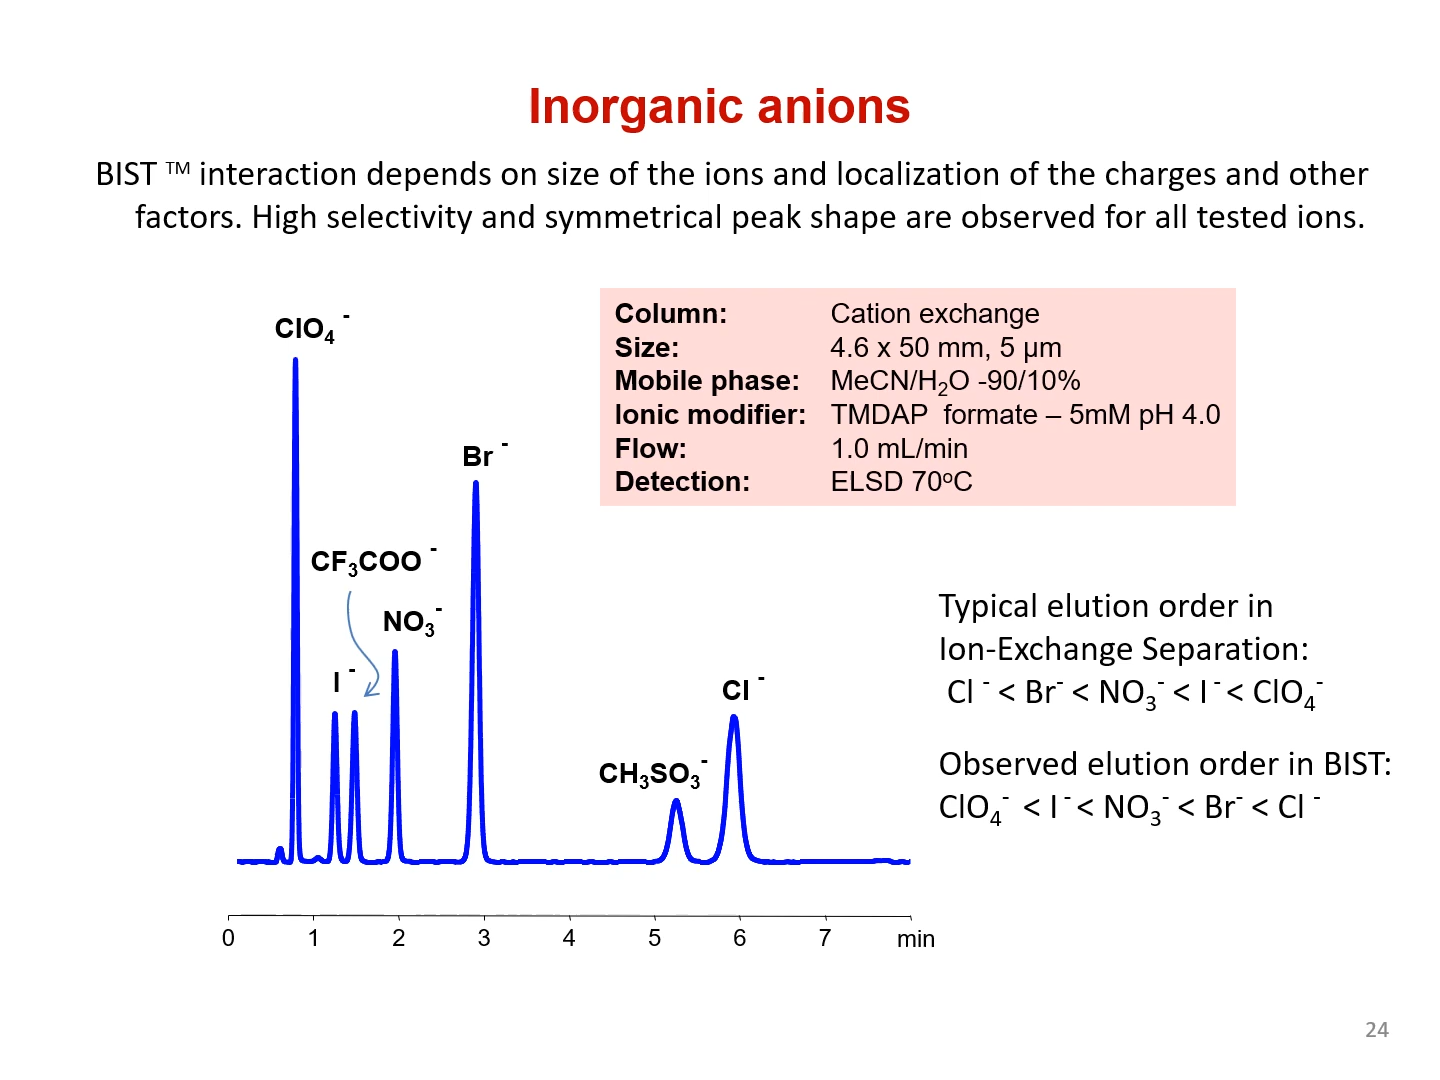 Inorganic anions
BIST ™ interaction depends on size of the ions and localization of the charges and other
factors. High selectivity and symmetrical peak shape are observed for all tested ions.
Column: Cation exchange
Size: 4.6 x 50 mm, 5 µm
Mobile phase: MeCN/H₂O -90/10%
Ionic modifier: TMDAP formate – 5mM pH 4.0
Flow: 1.0 mL/min
Detection: ELSD 70ºC
ClO₄⁻
Br⁻
CF₃COO⁻
NO₃⁻
I⁻
CH₃SO₃⁻
Cl⁻
Typical elution order in
Ion-Exchange Separation:
Cl⁻ < Br⁻ < NO₃⁻ < I⁻ < ClO₄⁻
Observed elution order in BIST:
ClO₄⁻ < I⁻ < NO₃⁻ < Br⁻ < Cl⁻
0 1 2 3 4 5 6 7 min
24